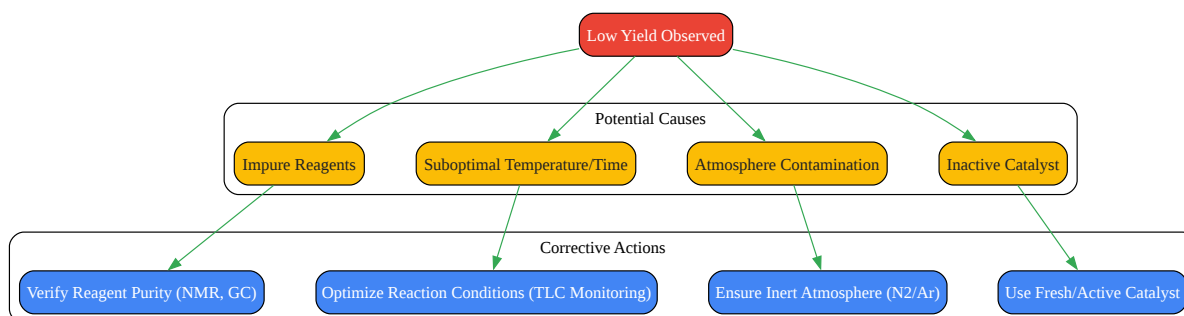 Low Yield Observed
Potential Causes
Impure Reagents
Suboptimal Temperature/Time
Atmosphere Contamination
Inactive Catalyst
Corrective Actions
Verify Reagent Purity (NMR, GC)
Optimize Reaction Conditions (TLC Monitoring)
Ensure Inert Atmosphere (N2/Ar)
Use Fresh/Active Catalyst